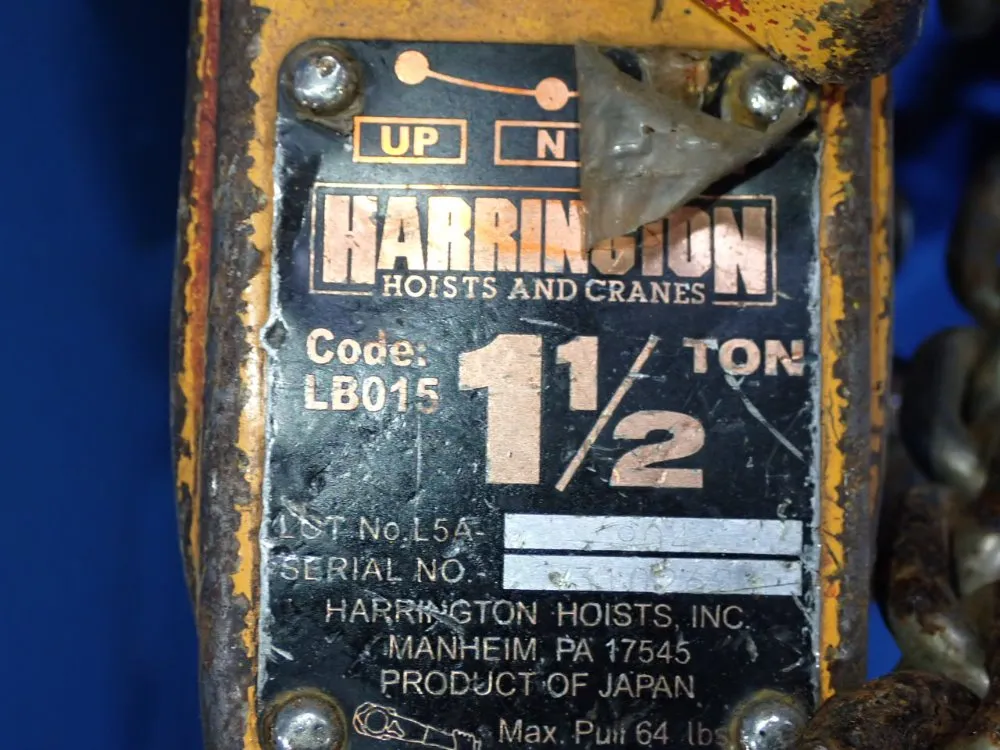 UP N
HARRINGTON
HOISTS AND CRANES
Code:
LB015
1 1/2 TON
LOT No. L5A-
SERIAL NO.-
HARRINGTON HOISTS, INC.
MANHEIM, PA 17545
PRODUCT OF JAPAN
Max. Pull 64 lbs